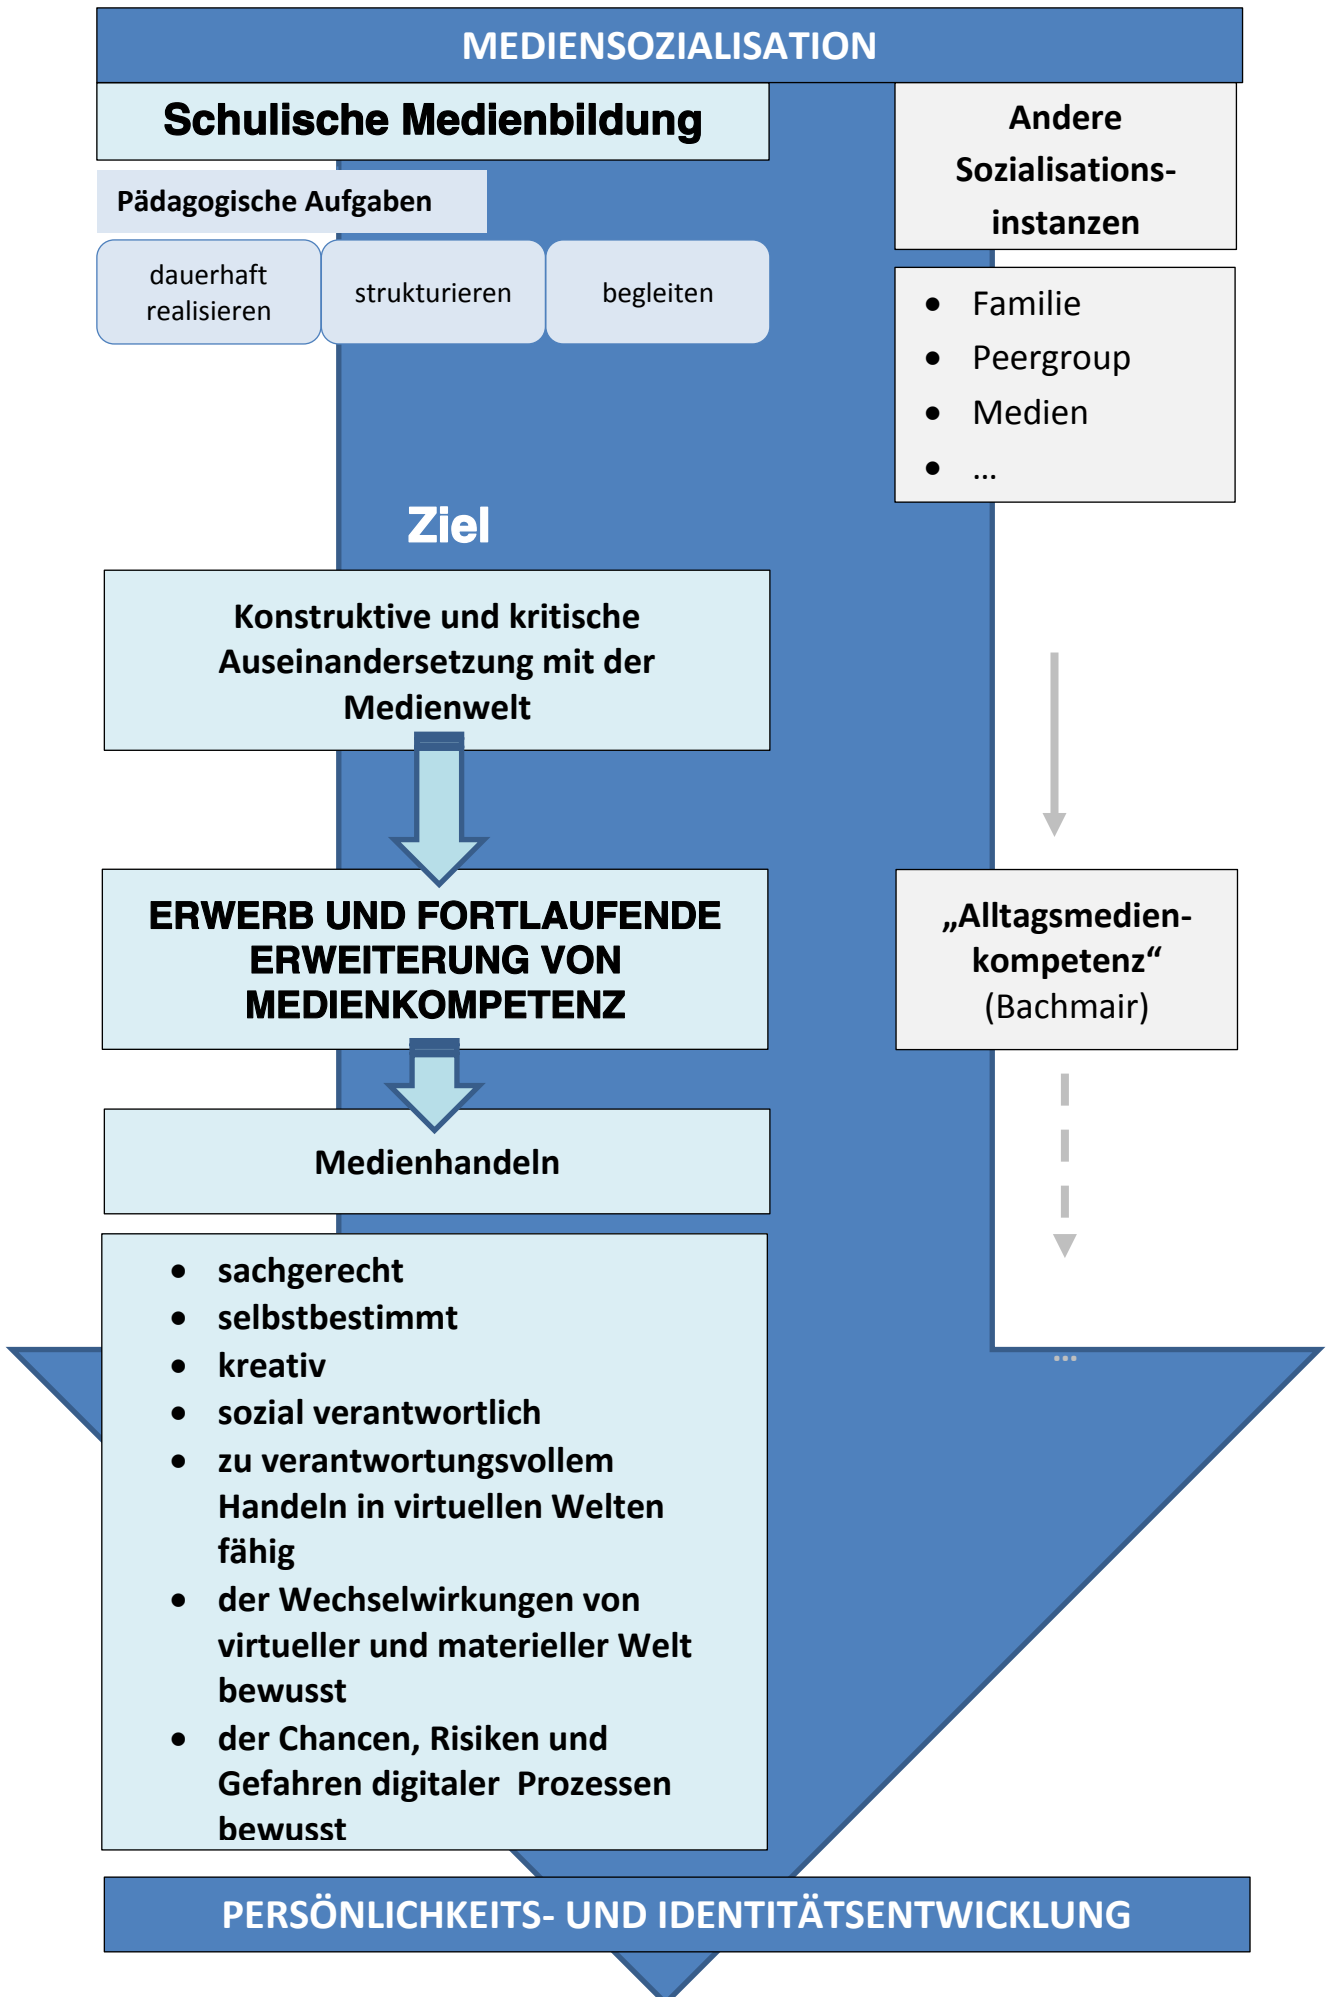 MEDIENSOZIALISATION
Schulische Medienbildung
Pädagogische Aufgaben
dauerhaft
realisieren
strukturieren
begleiten
Andere
Sozialisations-
instanzen
• Familie
• Peergroup
• Medien
• ...
Ziel
Konstruktive und kritische
Auseinandersetzung mit der
Medienwelt
ERWERB UND FORTLAUFENDE
ERWEITERUNG VON
MEDIENKOMPETENZ
„Alltagsmedien-
kompetenz“
(Bachmair)
Medienhandeln
• sachgerecht
• selbstbestimmt
• kreativ
• sozial verantwortlich
• zu verantwortungsvollem
Handeln in virtuellen Welten
fähig
• der Wechselwirkungen von
virtueller und materieller Welt
bewusst
• der Chancen, Risiken und
Gefahren digitaler  Prozessen
bewusst
...
PERSÖNLICHKEITS- UND IDENTITÄTSENTWICKLUNG